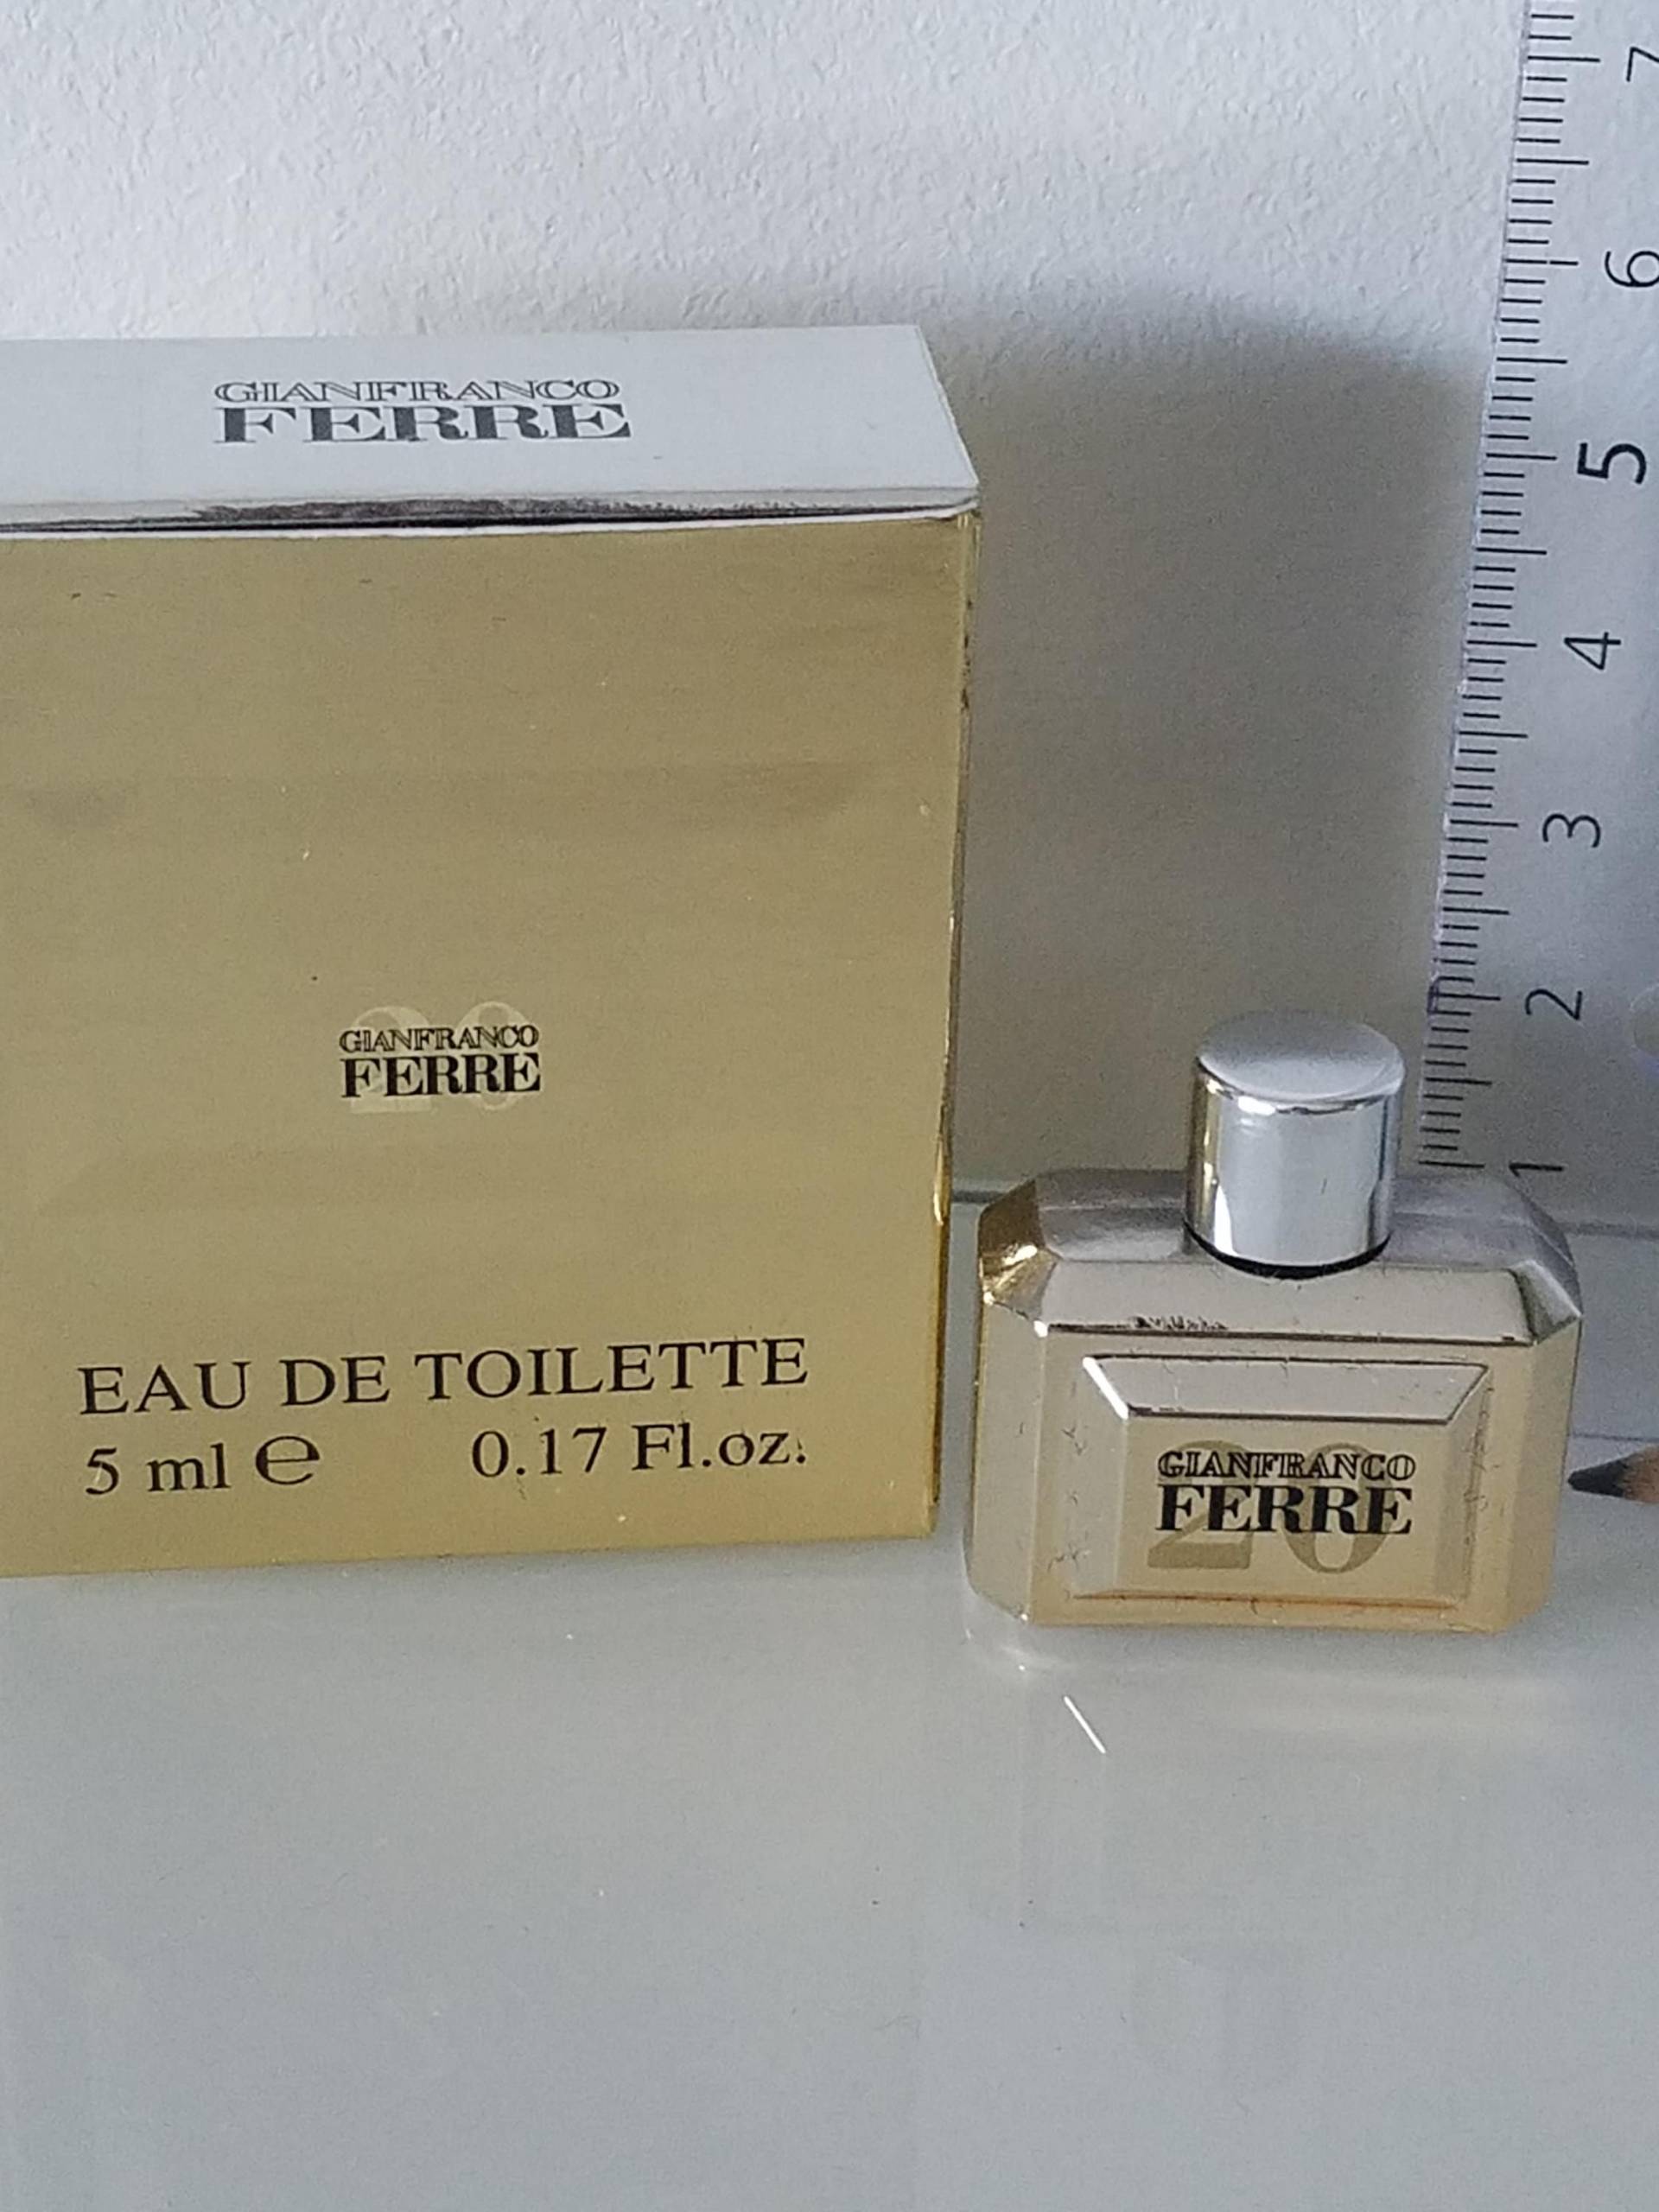 GIANFRANCO
FERRE
20
GIANFRANCO
FERRE
EAU DE TOILETTE
5 ml ℮ 0.17 Fl.oz.
20
GIANFRANCO
FERRE
7
6
5
4
3
2
1